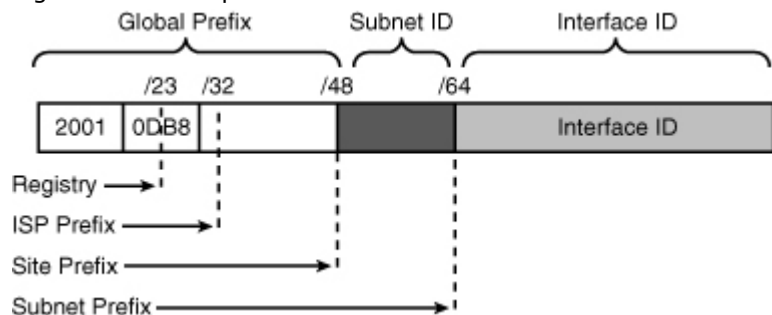 Global Prefix Subnet ID Interface ID
/23 /32 /48 /64
2001 0DB8 Interface ID
Registry
ISP Prefix
Site Prefix
Subnet Prefix